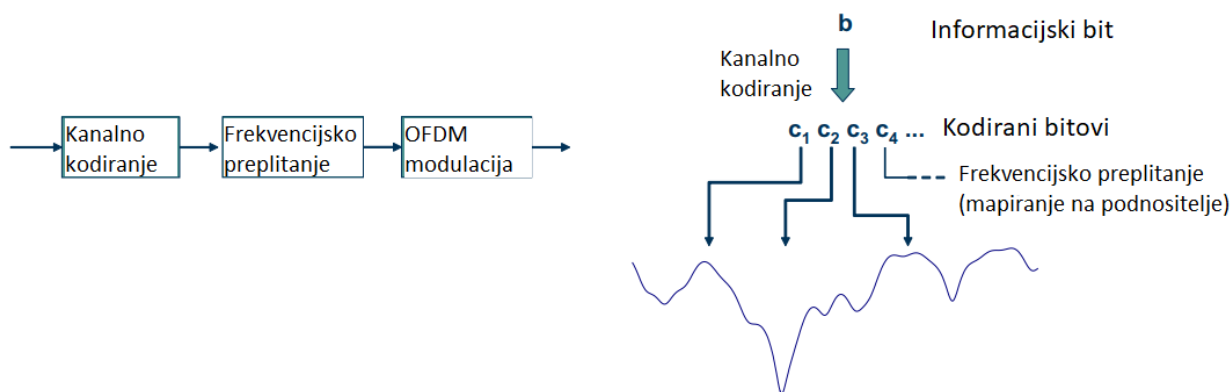 Kanalno
kodiranje
Frekvencijsko
preplitanje
OFDM
modulacija
b
Informacijski bit
Kanalno
kodiranje
c₁ c₂ c₃ c₄ ...
Kodirani bitovi
Frekvencijsko preplitanje
(mapiranje na podnositelje)